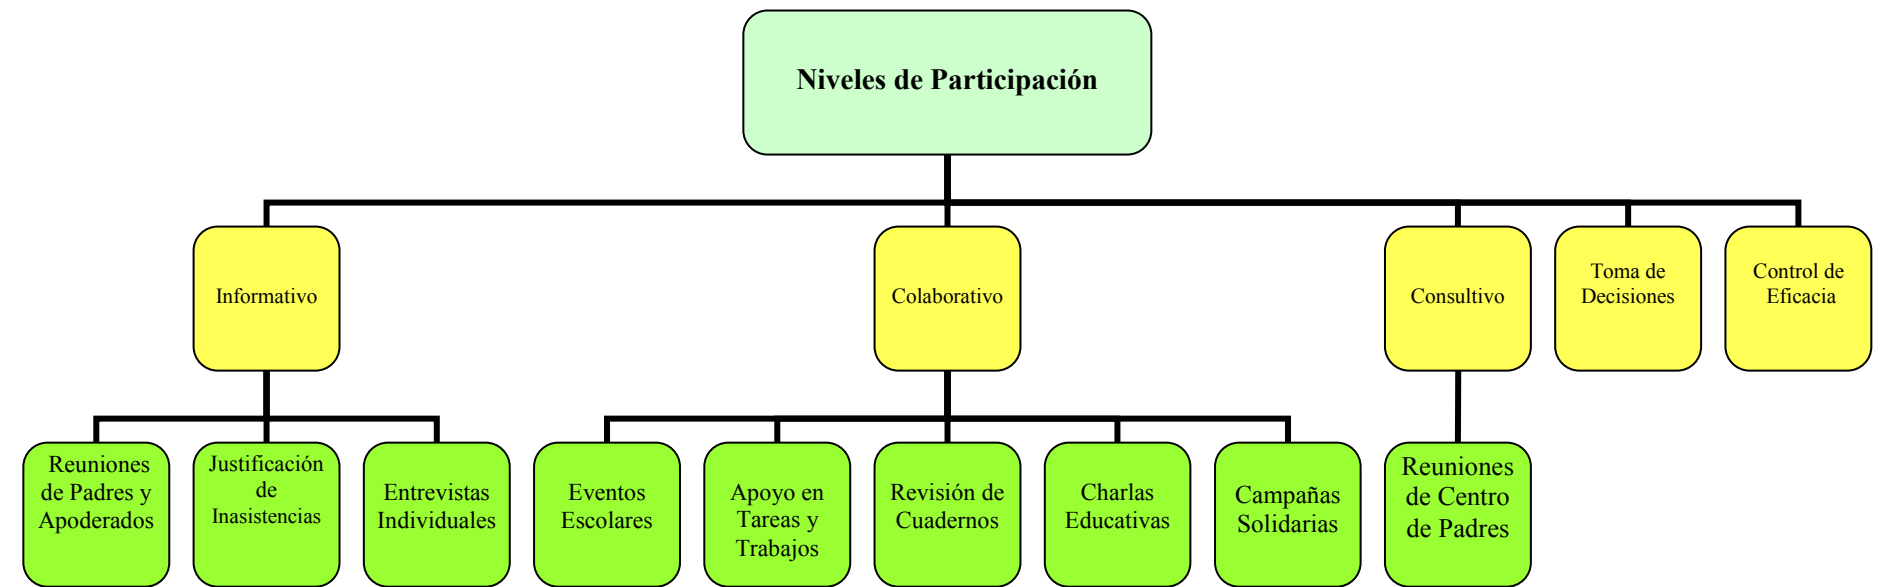 Niveles de Participación
Informativo
Colaborativo
Consultivo
Toma de
Decisiones
Control de
Eficacia
Reuniones
de Padres y
Apoderados
Justificación
de
Inasistencias
Entrevistas
Individuales
Eventos
Escolares
Apoyo en
Tareas y
Trabajos
Revisión de
Cuadernos
Charlas
Educativas
Campañas
Solidarias
Reuniones
de Centro
de Padres